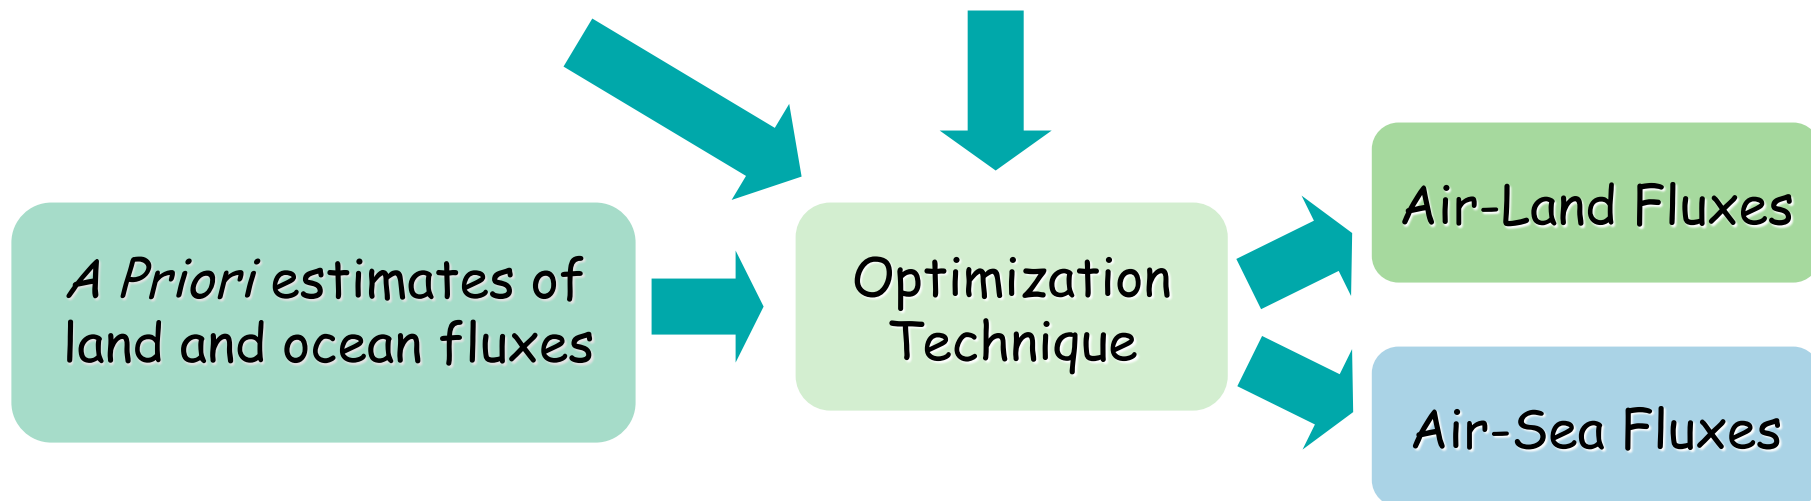 A Priori estimates of
land and ocean fluxes
Optimization
Technique
Air-Land Fluxes
Air-Sea Fluxes